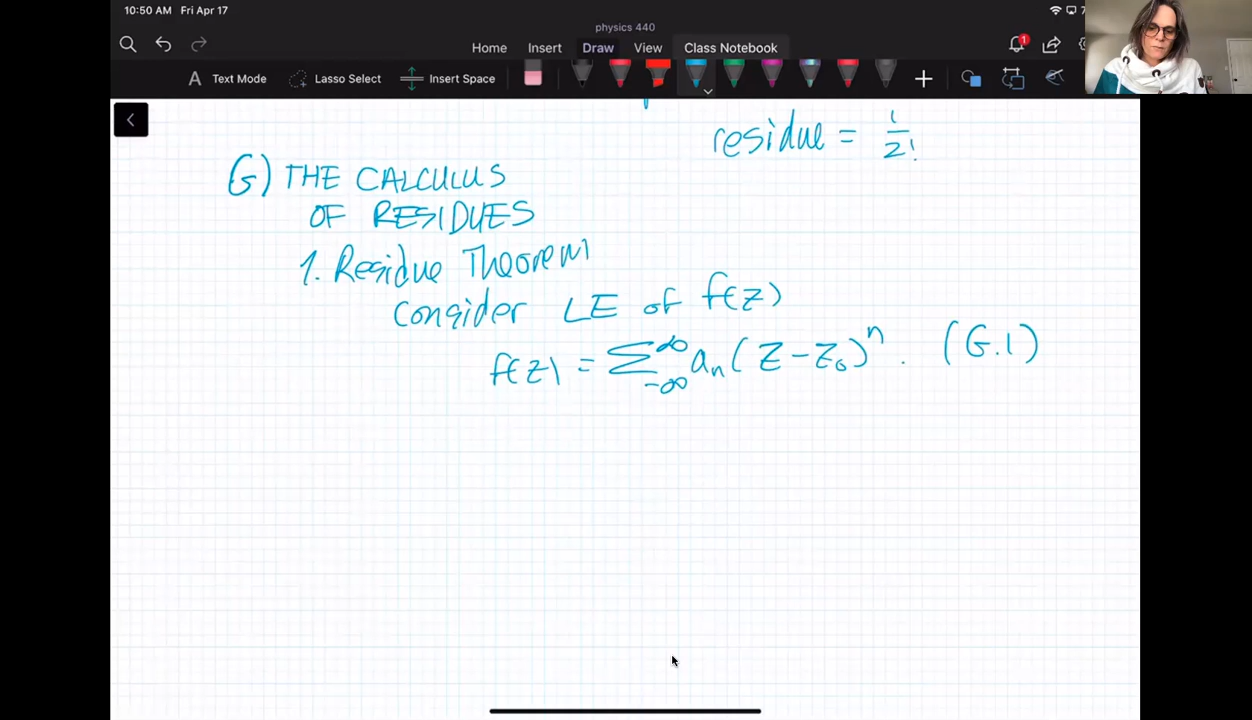 10:50 AM Fri Apr 17
physics 440
Home Insert Draw View Class Notebook
1
Text Mode Lasso Select Insert Space
residue = 1/2!
G) THE CALCULUS
OF RESIDUES
1. Residue Theorem
Consider LE of f(z)
f(z) = ∑_{-∞}^{∞} a_n (z - z_0)^n . (G.1)